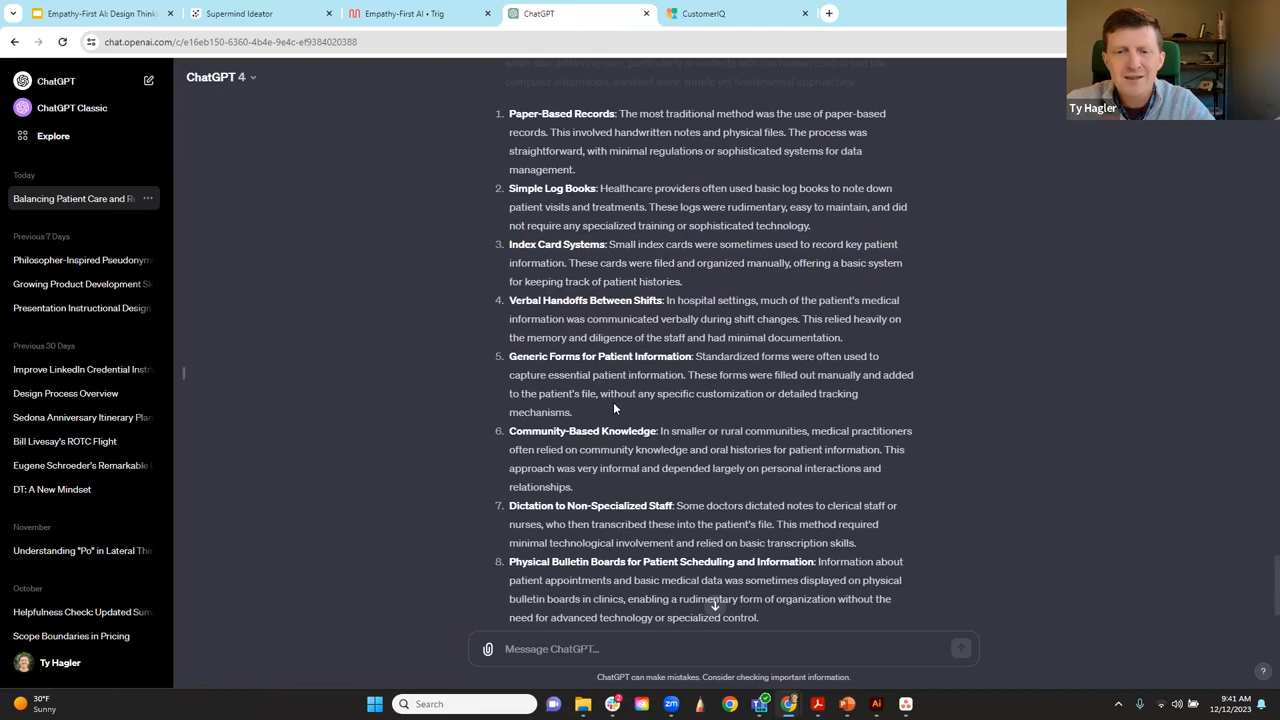 Empathy-First AI: Design Thinki
Supermind Ideator
Empathy-First AI • Trig
ChatGPT
CustomerIQ
chat.openai.com/c/e16eb150-6360-4b4e-9e4c-ef9384020388
Ty Hagler
ChatGPT
ChatGPT Classic
Explore
Today
Balancing Patient Care and Re
Previous 7 Days
Philosopher-Inspired Pseudonym
Growing Product Development Sk
Presentation Instructional Design
Previous 30 Days
Improve LinkedIn Credential Instr
Design Process Overview
Sedona Anniversary Itinerary
Bill Livesay's ROTC Flight
Eugene Schroeder's Remarkable L
DT: A New Mindset
November
Understanding "Po" in Lateral Thi
October
Helpfulness Check: Updated Sum
Scope Boundaries in Pricing
Ty Hagler
ChatGPT 4
computer automation, involved some simple yet fundamental approaches:
1. Paper-Based Records: The most traditional method was the use of paper-based
records. This involved handwritten notes and physical files. The process was
straightforward, with minimal regulations or sophisticated systems for data
management.
2. Simple Log Books: Healthcare providers often used basic log books to note down
patient visits and treatments. These logs were rudimentary, easy to maintain, and did
not require any specialized training or sophisticated technology.
3. Index Card Systems: Small index cards were sometimes used to record key patient
information. These cards were filed and organized manually, offering a basic system
for keeping track of patient histories.
4. Verbal Handoffs Between Shifts: In hospital settings, much of the patient's medical
information was communicated verbally during shift changes. This relied heavily on
the memory and diligence of the staff and had minimal documentation.
5. Generic Forms for Patient Information: Standardized forms were often used to
capture essential patient information. These forms were filled out manually and added
to the patient's file, without any specific customization or detailed tracking
mechanisms.
6. Community-Based Knowledge: In smaller or rural communities, medical practitioners
often relied on community knowledge and oral histories for patient information. This
approach was very informal and depended largely on personal interactions and
relationships.
7. Dictation to Non-Specialized Staff: Some doctors dictated notes to clerical staff or
nurses, who then transcribed these into the patient's file. This method required
minimal technological involvement and relied on basic transcription skills.
8. Physical Bulletin Boards for Patient Scheduling and Information: Information about
patient appointments and basic medical data was sometimes displayed on physical
bulletin boards in clinics, enabling a rudimentary form of organization without the
need for advanced technology or specialized control.
Message ChatGPT...
ChatGPT can make mistakes. Consider checking important information.
?
30°F
Sunny
Search
2
zm
Ai
9:41 AM
12/12/2023